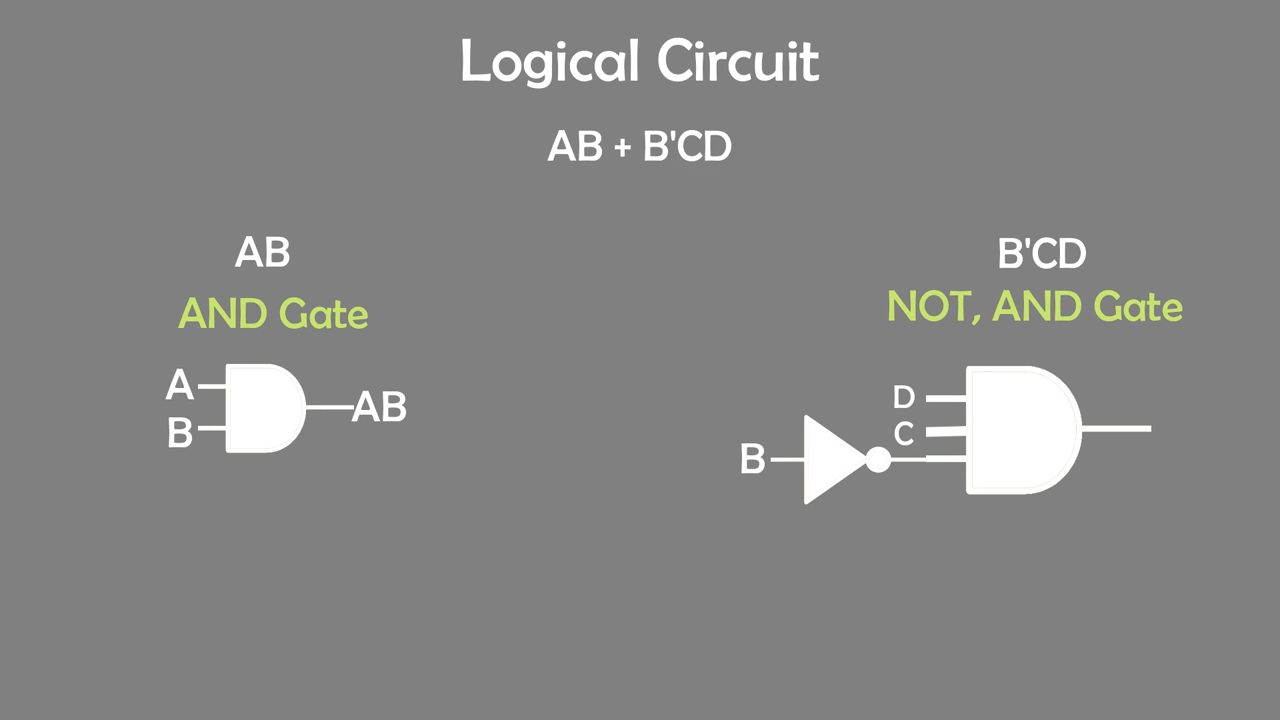 Logical Circuit
AB + B'CD
AB
AND Gate
A
B
AB
B'CD
NOT, AND Gate
D
C
B